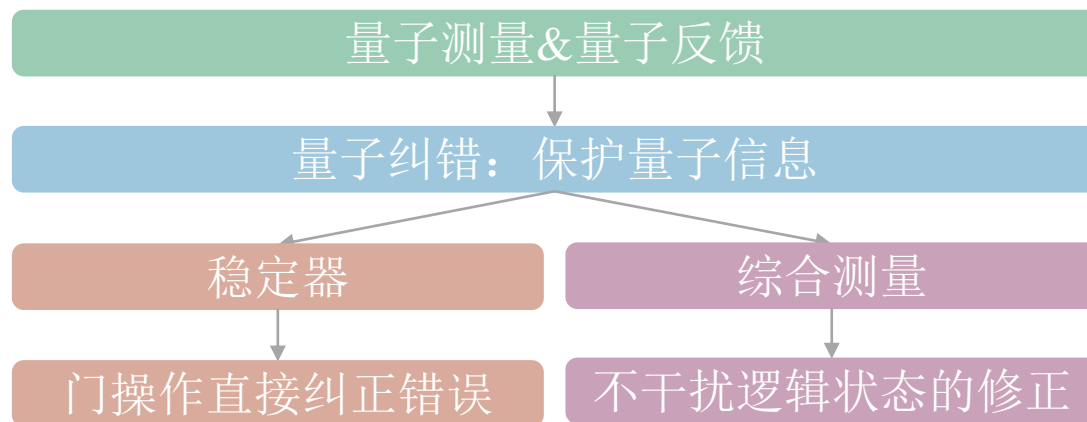 量子测量&量子反馈
量子纠错：保护量子信息
稳定器
综合测量
门操作直接纠正错误
不干扰逻辑状态的修正